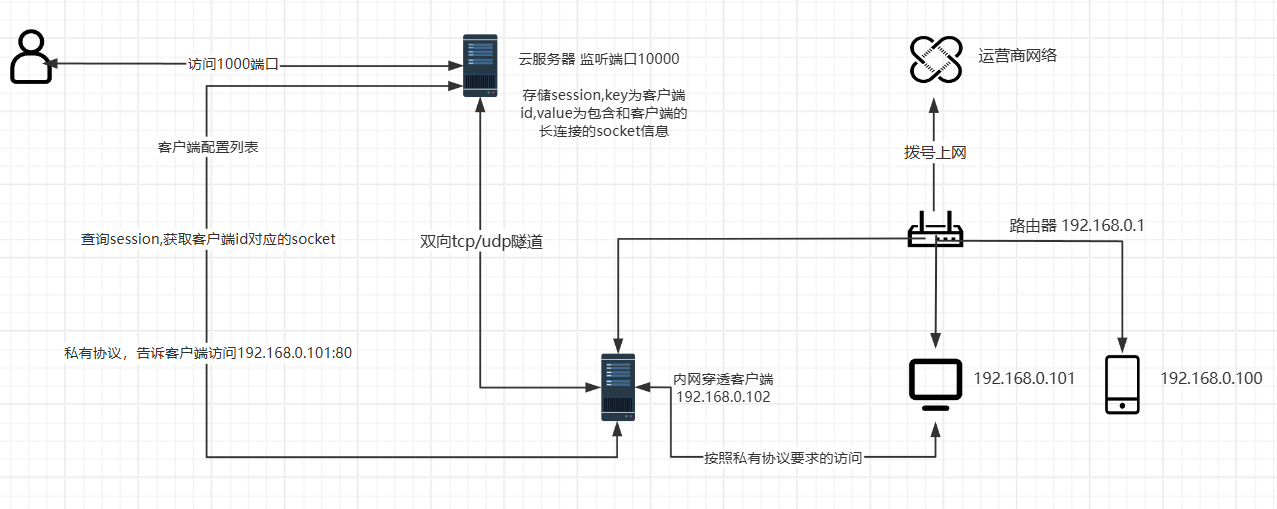 访问1000端口
云服务器 监听端口10000
存储session,key为客户端
id,value为包含和客户端的
长连接的socket信息
运营商网络
客户端配置列表
拨号上网
查询session,获取客户端id对应的socket
双向tcp/udp隧道
路由器 192.168.0.1
私有协议，告诉客户端访问192.168.0.101:80
内网穿透客户端
192.168.0.102
192.168.0.101
192.168.0.100
按照私有协议要求的访问